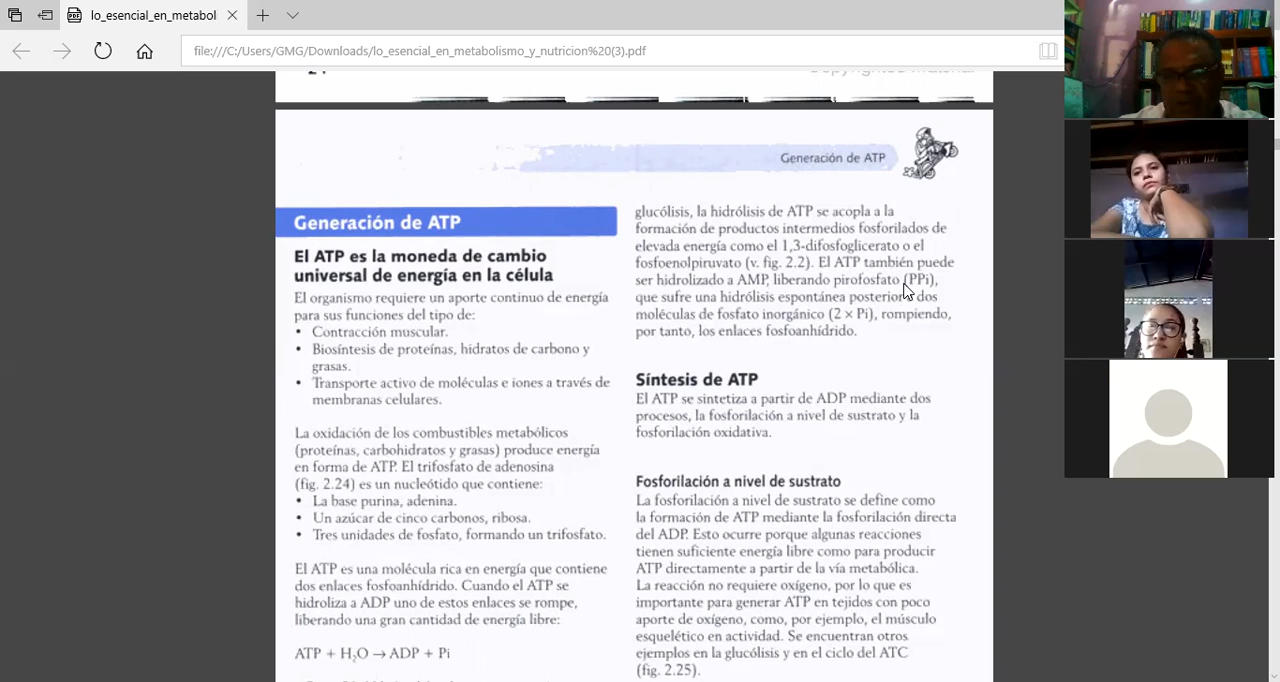 lo_esencial_en_metabol
file:///C:/Users/GMG/Downloads/lo_esencial_en_metabolismo_y_nutricion%20(3).pdf
Generación de ATP
Generación de ATP
El ATP es la moneda de cambio
universal de energía en la célula
El organismo requiere un aporte continuo de energía
para sus funciones del tipo de:
• Contracción muscular.
• Biosíntesis de proteínas, hidratos de carbono y
grasas.
• Transporte activo de moléculas e iones a través de
membranas celulares.
La oxidación de los combustibles metabólicos
(proteínas, carbohidratos y grasas) produce energía
en forma de ATP. El trifosfato de adenosina
(fig. 2.24) es un nucleótido que contiene:
• La base purina, adenina.
• Un azúcar de cinco carbonos, ribosa.
• Tres unidades de fosfato, formando un trifosfato.
El ATP es una molécula rica en energía que contiene
dos enlaces fosfoanhídrido. Cuando el ATP se
hidroliza a ADP uno de estos enlaces se rompe,
liberando una gran cantidad de energía libre:
ATP + H₂O → ADP + Pi
glucólisis, la hidrólisis de ATP se acopla a la
formación de productos intermedios fosforilados de
elevada energía como el 1,3-difosfoglicerato o el
fosfoenolpiruvato (v. fig. 2.2). El ATP también puede
ser hidrolizado a AMP, liberando pirofosfato (PPi),
que sufre una hidrólisis espontánea posterior dos
moléculas de fosfato inorgánico (2 × Pi), rompiendo,
por tanto, los enlaces fosfoanhídrido.
Síntesis de ATP
El ATP se sintetiza a partir de ADP mediante dos
procesos, la fosforilación a nivel de sustrato y la
fosforilación oxidativa.
Fosforilación a nivel de sustrato
La fosforilación a nivel de sustrato se define como
la formación de ATP mediante la fosforilación directa
del ADP. Esto ocurre porque algunas reacciones
tienen suficiente energía libre como para producir
ATP directamente a partir de la vía metabólica.
La reacción no requiere oxígeno, por lo que es
importante para generar ATP en tejidos con poco
aporte de oxígeno, como, por ejemplo, el músculo
esquelético en actividad. Se encuentran otros
ejemplos en la glucólisis y en el ciclo del ATC
(fig. 2.25).